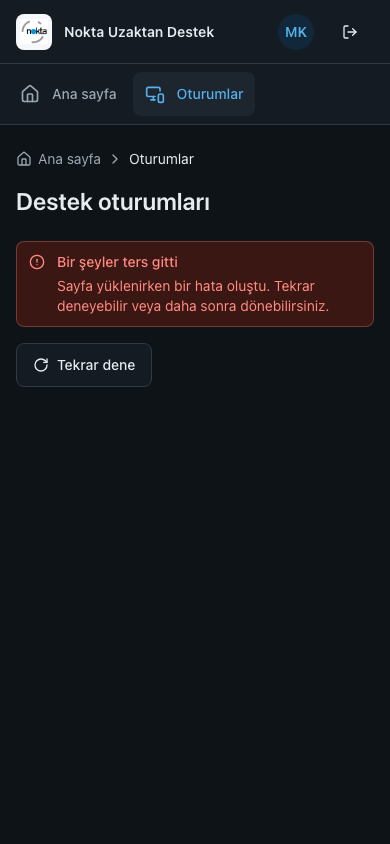 nokta
Nokta Uzaktan Destek
MK
Ana sayfa
Oturumlar
Ana sayfa
Oturumlar
Destek oturumları
Bir şeyler ters gitti
Sayfa yüklenirken bir hata oluştu. Tekrar
deneyebilir veya daha sonra dönebilirsiniz.
Tekrar dene